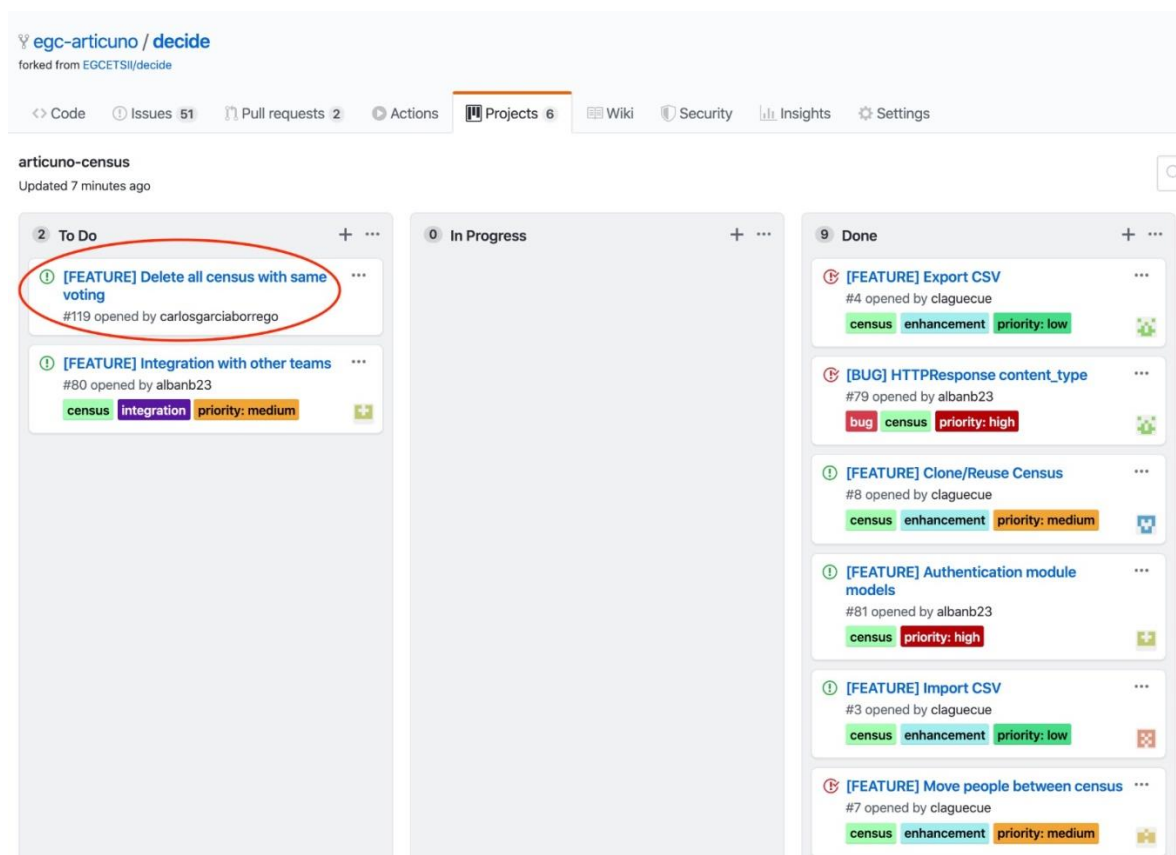 egc-articuno / decide
forked from EGCETSII/decide
Code Issues 51 Pull requests 2 Actions Projects 6 Wiki Security Insights Settings
articuno-census
Updated 7 minutes ago
2 To Do
[FEATURE] Delete all census with same
voting
#119 opened by carlosgarciaborrego
[FEATURE] Integration with other teams
#80 opened by albanb23
census integration priority: medium
0 In Progress
9 Done
[FEATURE] Export CSV
#4 opened by claguecue
census enhancement priority: low
[BUG] HTTPResponse content_type
#79 opened by albanb23
bug census priority: high
[FEATURE] Clone/Reuse Census
#8 opened by claguecue
census enhancement priority: medium
[FEATURE] Authentication module
models
#81 opened by albanb23
census priority: high
[FEATURE] Import CSV
#3 opened by claguecue
census enhancement priority: low
[FEATURE] Move people between census
#7 opened by claguecue
census enhancement priority: medium